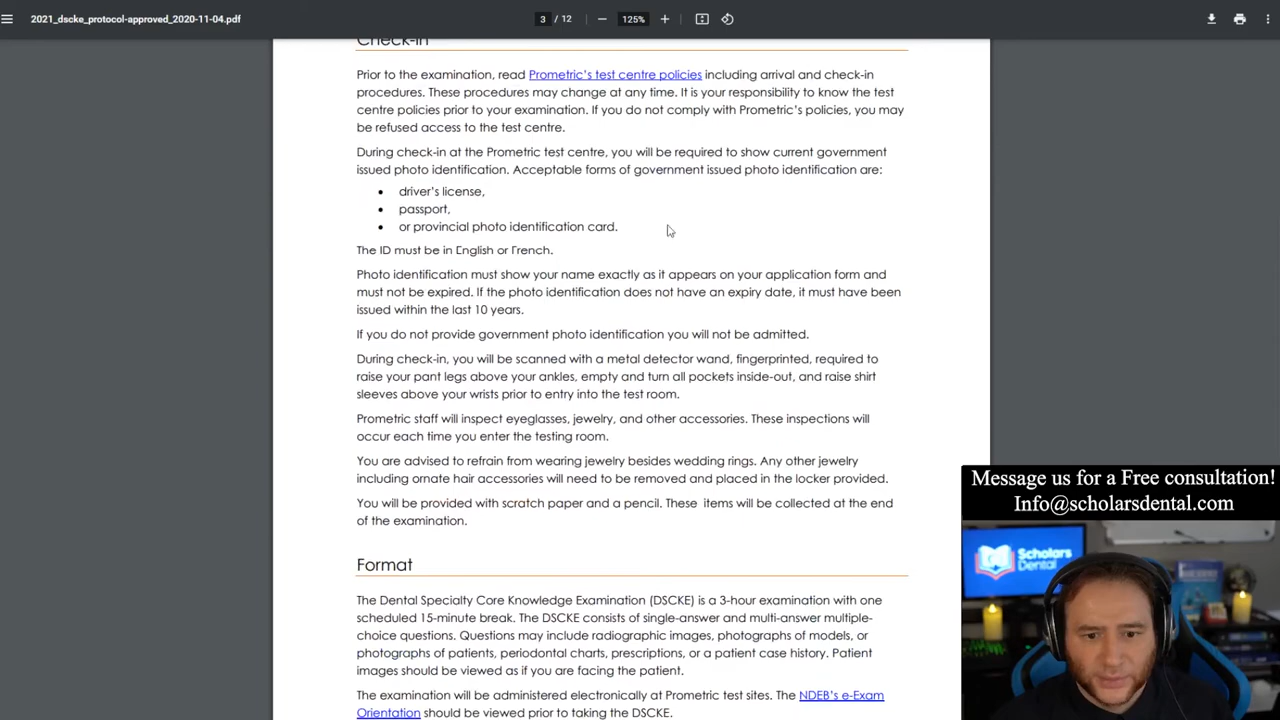 2021_dscke_protocol-approved_2020-11-04.pdf
3 / 12
125%
Check-in
Prior to the examination, read Prometric's test centre policies including arrival and check-in
procedures. These procedures may change at any time. It is your responsibility to know the test
centre policies prior to your examination. If you do not comply with Prometric's policies, you may
be refused access to the test centre.
During check-in at the Prometric test centre, you will be required to show current government
issued photo identification. Acceptable forms of government issued photo identification are:
• driver's license,
• passport,
• or provincial photo identification card.
The ID must be in English or French.
Photo identification must show your name exactly as it appears on your application form and
must not be expired. If the photo identification does not have an expiry date, it must have been
issued within the last 10 years.
If you do not provide government photo identification you will not be admitted.
During check-in, you will be scanned with a metal detector wand, fingerprinted, required to
raise your pant legs above your ankles, empty and turn all pockets inside-out, and raise shirt
sleeves above your wrists prior to entry into the test room.
Prometric staff will inspect eyeglasses, jewelry, and other accessories. These inspections will
occur each time you enter the testing room.
You are advised to refrain from wearing jewelry besides wedding rings. Any other jewelry
including ornate hair accessories will need to be removed and placed in the locker provided.
You will be provided with scratch paper and a pencil. These items will be collected at the end
of the examination.
Format
The Dental Specialty Core Knowledge Examination (DSCKE) is a 3-hour examination with one
scheduled 15-minute break. The DSCKE consists of single-answer and multi-answer multiple-
choice questions. Questions may include radiographic images, photographs of models, or
photographs of patients, periodontal charts, prescriptions, or a patient case history. Patient
images should be viewed as if you are facing the patient.
The examination will be administered electronically at Prometric test sites. The NDEB's e-Exam
Orientation should be viewed prior to taking the DSCKE.
Message us for a Free consultation!
Info@scholarsdental.com
Scholars
Dental